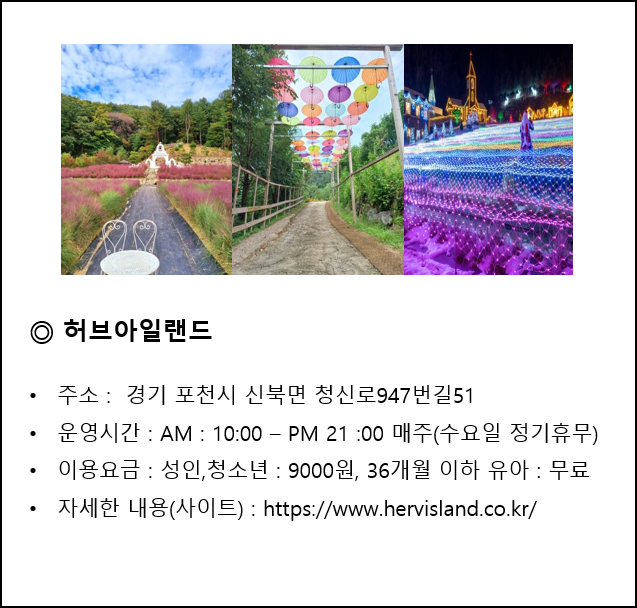 ◎ 허브아일랜드
• 주소 : 경기 포천시 신북면 청신로947번길51
• 운영시간 : AM : 10:00 – PM 21 :00 매주(수요일 정기휴무)
• 이용요금 : 성인,청소년 : 9000원, 36개월 이하 유아 : 무료
• 자세한 내용(사이트) : https://www.hervisland.co.kr/